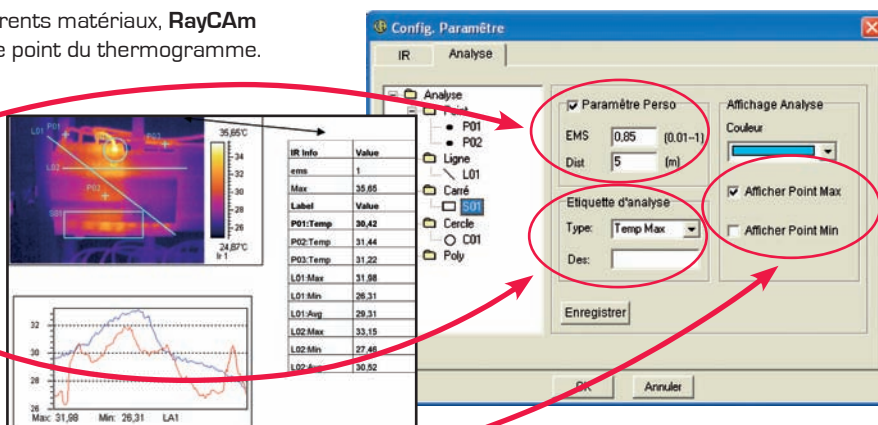 rents matériaux, RayCAm
e point du thermogramme.
Config. Paramètre
IR Analyse
Analyse
Point
P01
P02
Ligne
L01
Carré
S01
Cercle
C01
Poly
Paramètre Perso
EMS 0,85 (0.01~1)
Dist 5 (m)
Etiquette d'analyse
Type: Temp Max
Des:
Enregistrer
Affichage Analyse
Couleur
Afficher Point Max
Afficher Point Min
OK Annuler
L01 P01 P03
L02
P02
S01
35,65°C
34
32
30
28
26
24,87°C
Ir 1
IR Info Value
ems 1
Max 35,65
Label Value
P01:Temp 30,42
P02:Temp 31,44
P03:Temp 31,22
L01:Max 31,98
L01:Min 26,31
L01:Avg 29,31
L02:Max 33,15
L02:Min 27,46
L02:Avg 30,52
32
30
28
26
Max: 31,98 Min: 26,31 LA1